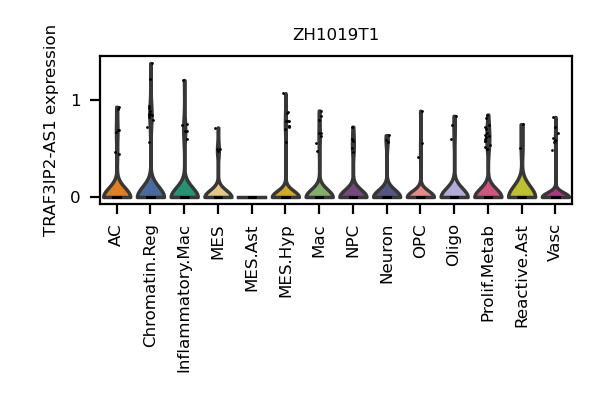 ZH1019T1
TRAF3IP2-AS1 expression
1
0
AC
Chromatin.Reg
Inflammatory.Mac
MES
MES.Ast
MES.Hyp
Mac
NPC
Neuron
OPC
Oligo
Prolif.Metab
Reactive.Ast
Vasc